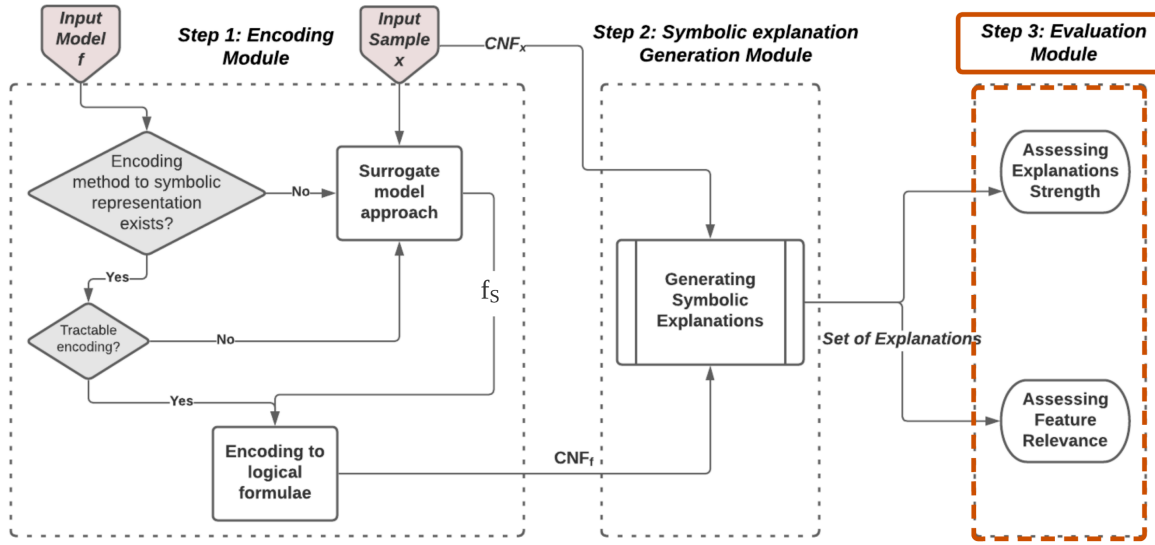 Input
Model
f
Step 1: Encoding
Module
Input
Sample
x
CNFₓ
Step 2: Symbolic explanation
Generation Module
Step 3: Evaluation
Module
Encoding
method to symbolic
representation
exists?
No
Surrogate
model
approach
Yes
Tractable
encoding?
No
f_S
Yes
Encoding to
logical
formulae
CNF_f
Generating
Symbolic
Explanations
Set of Explanations
Assessing
Explanations
Strength
Assessing
Feature
Relevance